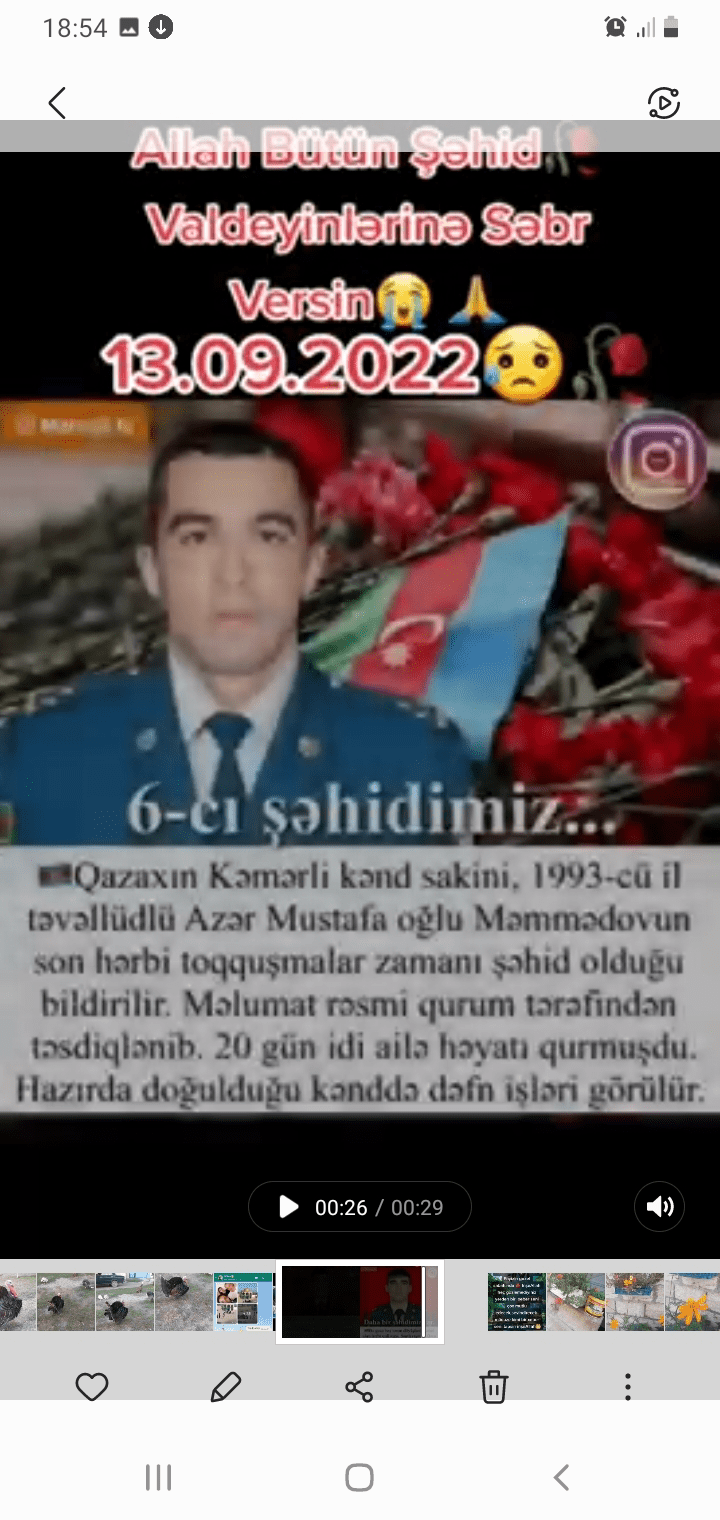 18:54
Allah Bütün Şəhid🥀
Valdeyinlərinə Səbr
Versin😭🙏
13.09.2022😥🥀
6-cı şəhidimiz...
Qazaxın Kəmərli kənd sakini, 1993-cü il
təvəllüdlü Azər Mustafa oğlu Məmmədovun
son hərbi toqquşmalar zamanı şəhid olduğu
bildirilir. Məlumat rəsmi qurum tərəfindən
təsdiqlənib. 20 gün idi ailə həyatı qurmuşdu.
Hazırda doğulduğu kənddə dəfn işləri görülür.
00:26 / 00:29